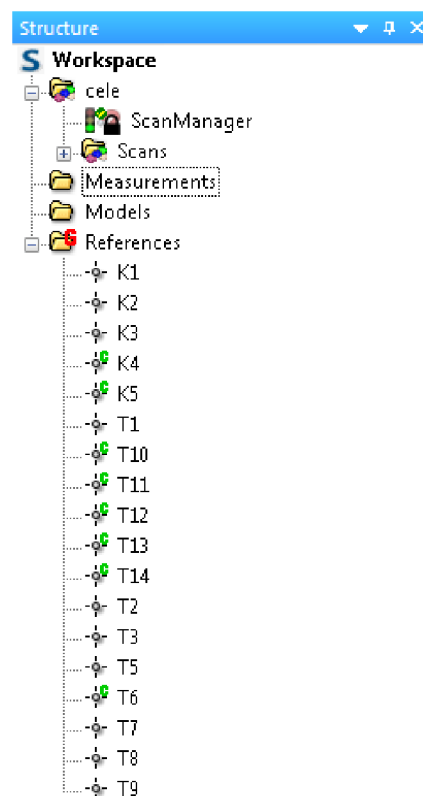 Structure
S Workspace
cele
ScanManager
Scans
Measurements
Models
G References
K1
K2
K3
C K4
C K5
T1
C T10
C T11
C T12
C T13
C T14
T2
T3
T5
C T6
T7
T8
T9